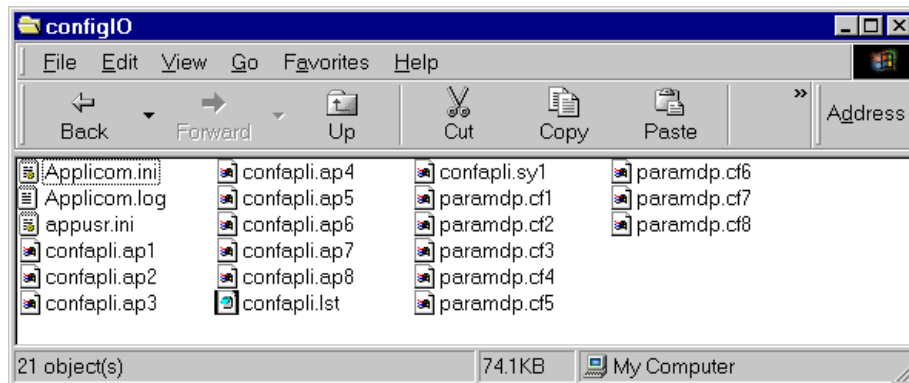 configIO
File Edit View Go Favorites Help
Back Forward Up Cut Copy Paste » Address
Applicom.ini confapli.ap4 confapli.sy1 paramdp.cf6
Applicom.log confapli.ap5 paramdp.cf1 paramdp.cf7
appusr.ini confapli.ap6 paramdp.cf2 paramdp.cf8
confapli.ap1 confapli.ap7 paramdp.cf3
confapli.ap2 confapli.ap8 paramdp.cf4
confapli.ap3 confapli.lst paramdp.cf5
21 object(s) 74.1KB My Computer